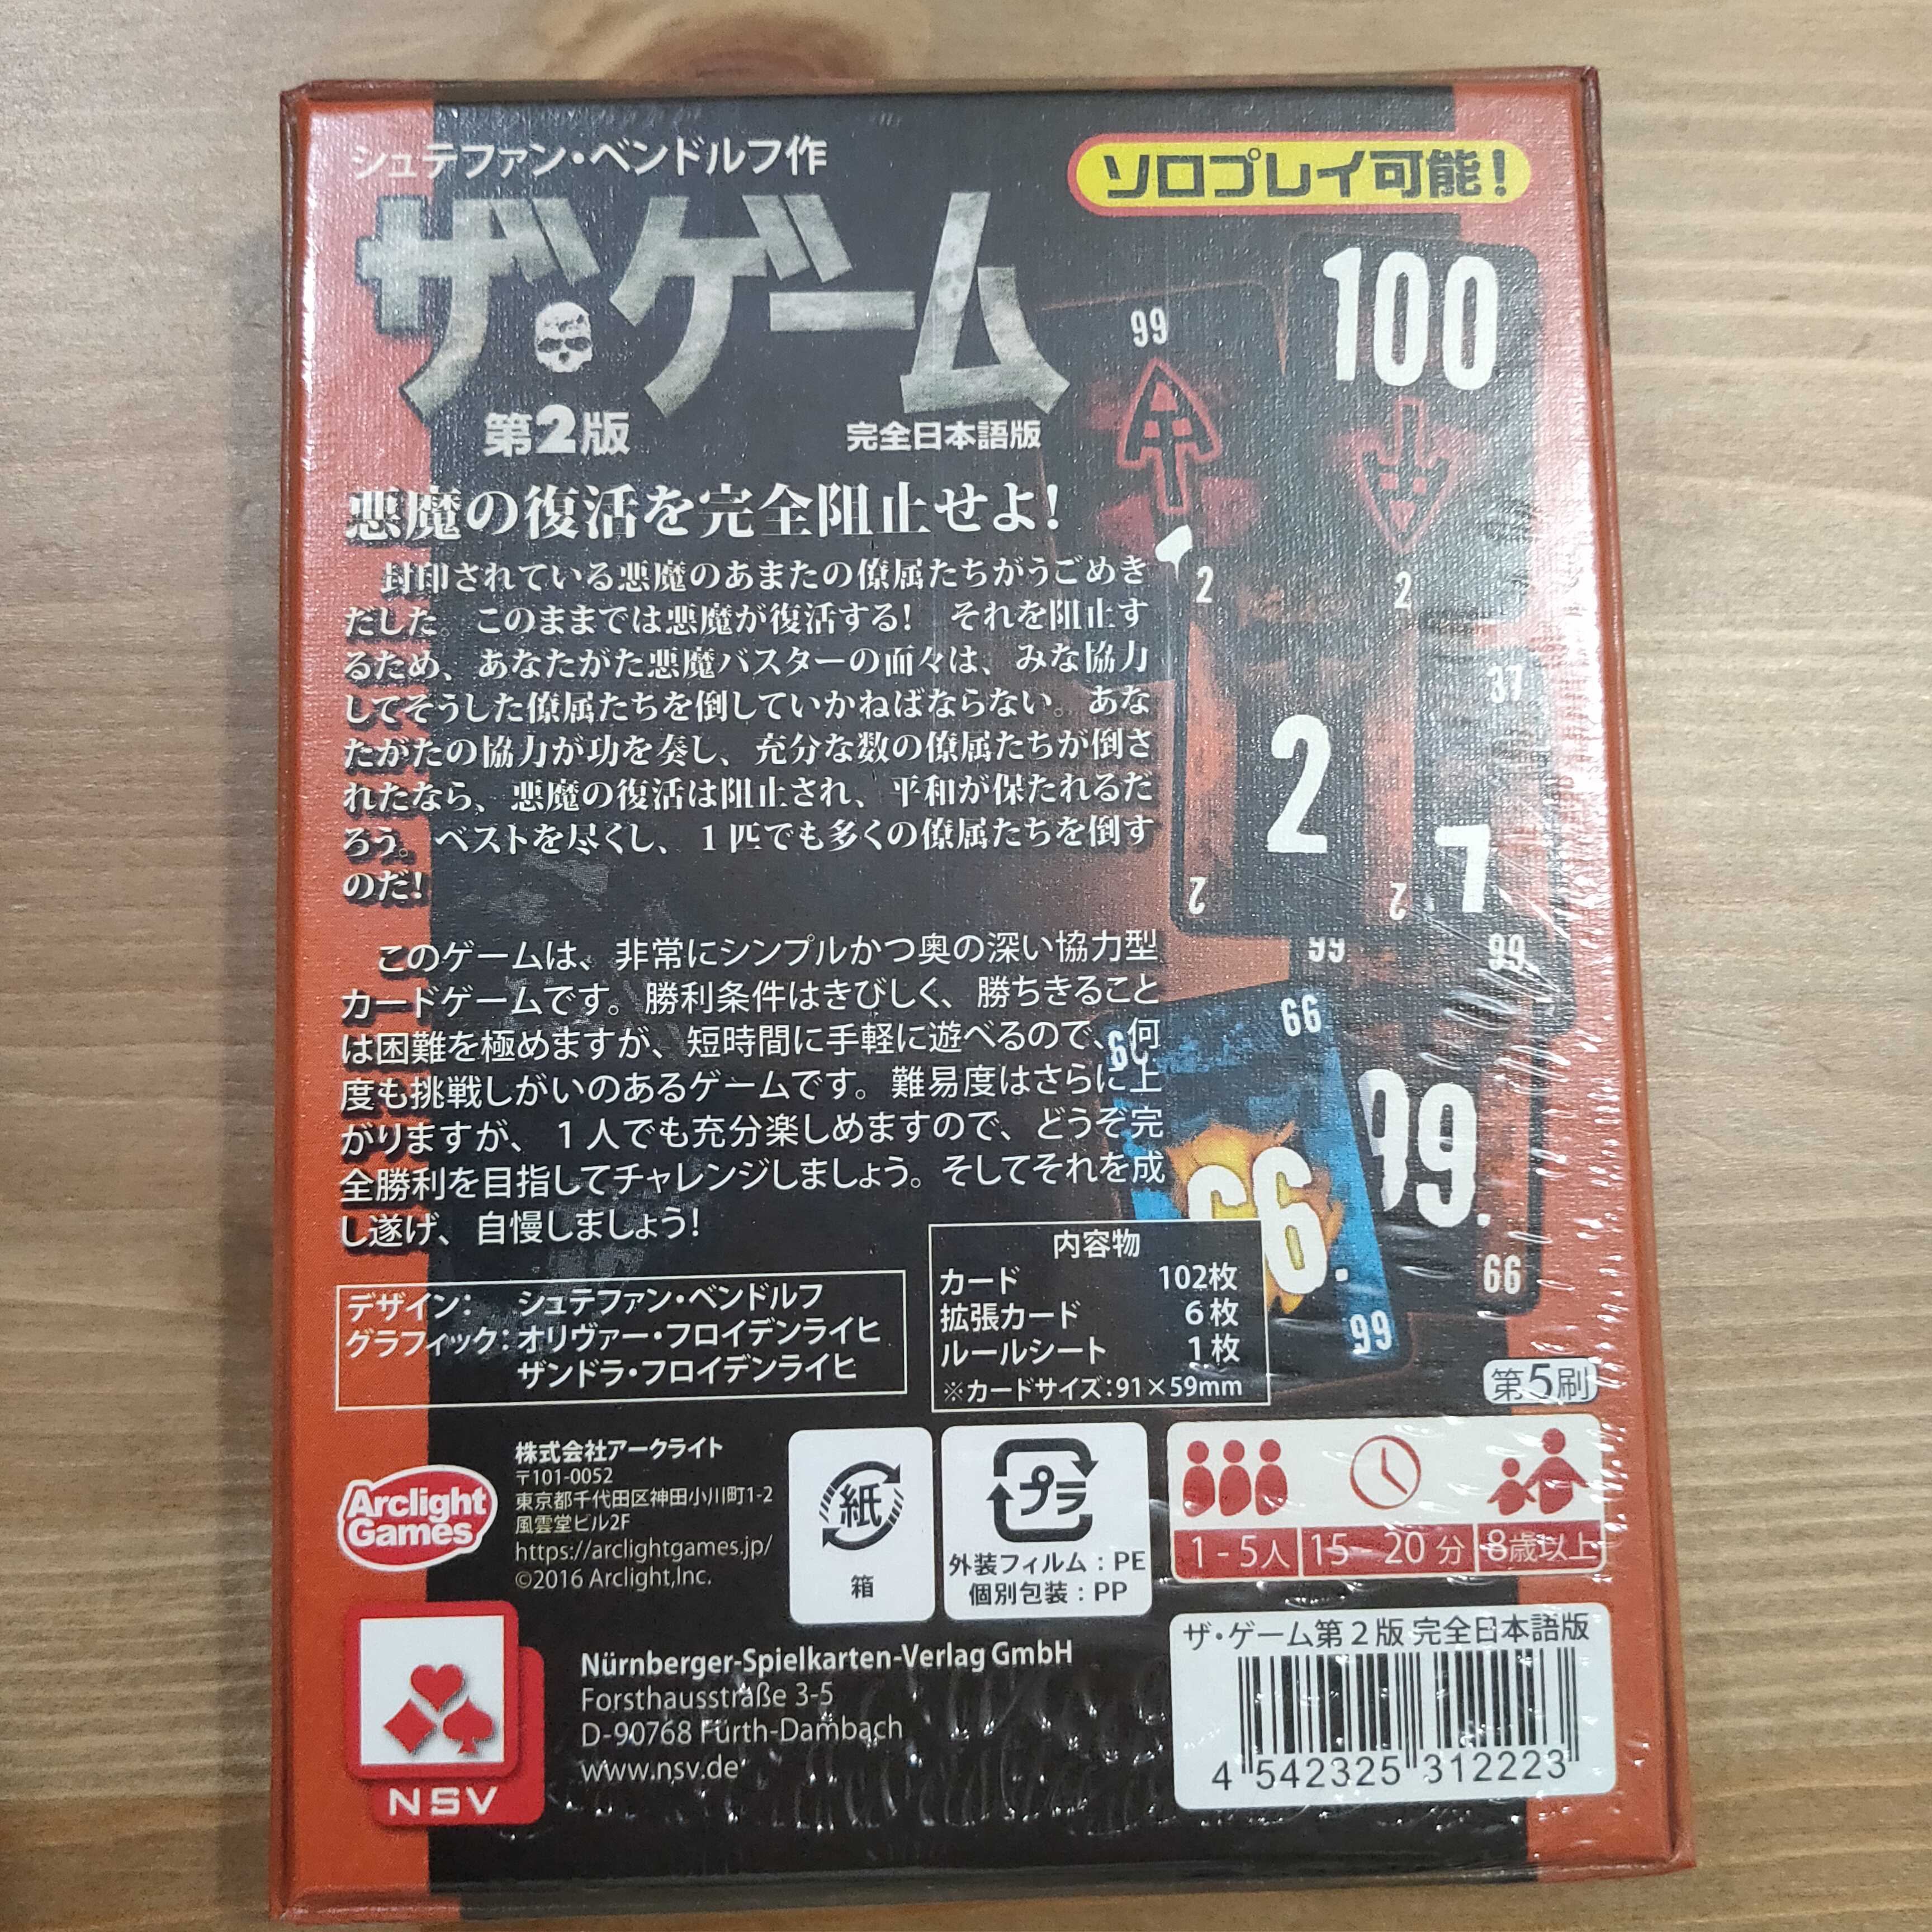 シュテファン・ベンドルフ作
ソロプレイ可能!
ザ・ゲーム
第2版
完全日本語版
100
99
悪魔の復活を完全阻止せよ!
封印されている悪魔のあまたの僚属たちがうごめき
だした。このままでは悪魔が復活する! それを阻止す
るため、あなたがた悪魔バスターの面々は、みな協力
してそうした僚属たちを倒していかねばならない。あな
たがたの協力が功を奏し、充分な数の僚属たちが倒さ
れたなら、悪魔の復活は阻止され、平和が保たれるだ
ろう。ベストを尽くし、1匹でも多くの僚属たちを倒す
のだ!
2
2
37
2
7
2
2
99
99
66
99.
66
66.
99
このゲームは、非常にシンプルかつ奥の深い協力型
カードゲームです。勝利条件はきびしく、勝ちきること
は困難を極めますが、短時間に手軽に遊べるので、何
度も挑戦しがいのあるゲームです。難易度はさらに上
がりますが、1人でも充分楽しめますので、どうぞ完
全勝利を目指してチャレンジしましょう。そしてそれを成
し遂げ、自慢しましょう!
デザイン: シュテファン・ベンドルフ
グラフィック:オリヴァー・フロイデンライヒ
ザンドラ・フロイデンライヒ
内容物
カード 102枚
拡張カード 6枚
ルールシート 1枚
※カードサイズ:91×59mm
第5刷
Arclight
Games
株式会社アークライト
〒101-0052
東京都千代田区神田小川町1-2
風雲堂ビル2F
https://arclightgames.jp/
©2016 Arclight,Inc.
紙
箱
プラ
外装フィルム:PE
個別包装:PP
1-5人
15-20分
8歳以上
NSV
Nürnberger-Spielkarten-Verlag GmbH
Forsthausstraße 3-5
D-90768 Fürth-Dambach
www.nsv.de
ザ・ゲーム第2版 完全日本語版
4 542325 312223